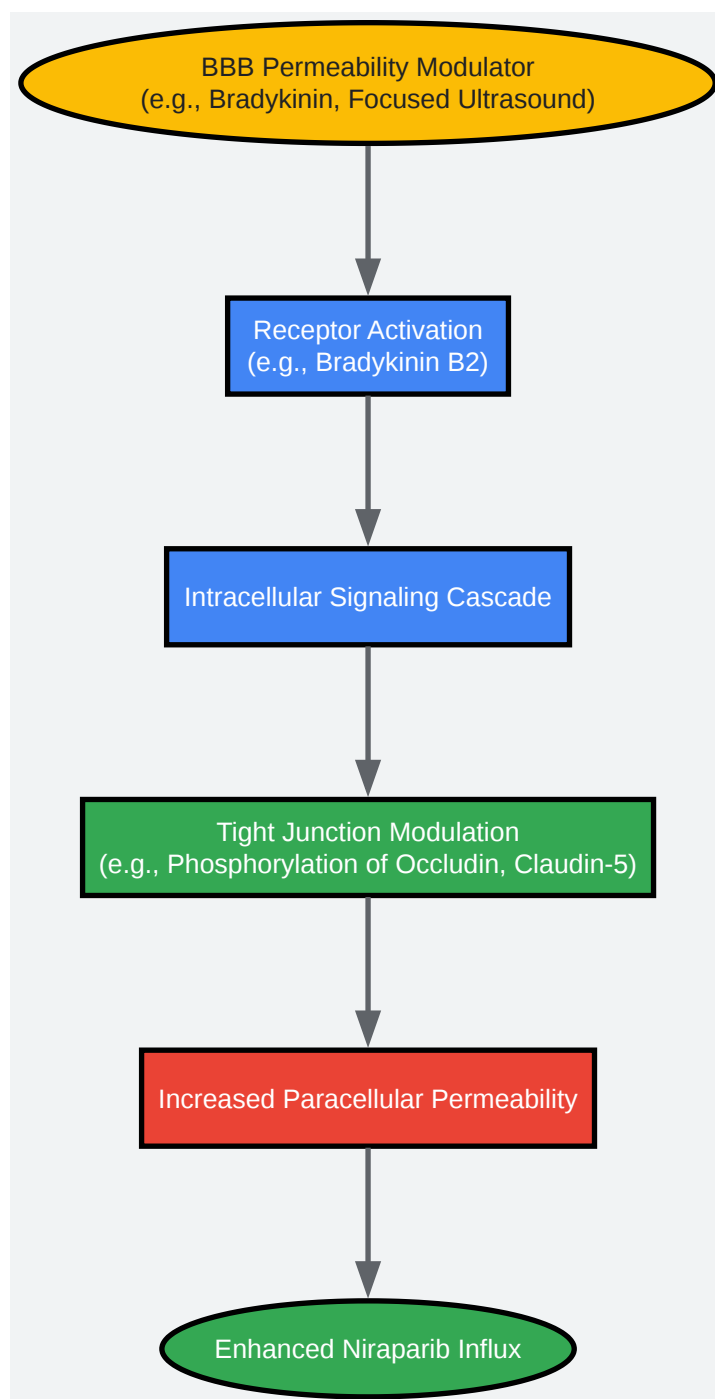 BBB Permeability Modulator
(e.g., Bradykinin, Focused Ultrasound)
Receptor Activation
(e.g., Bradykinin B2)
Intracellular Signaling Cascade
Tight Junction Modulation
(e.g., Phosphorylation of Occludin, Claudin-5)
Increased Paracellular Permeability
Enhanced Niraparib Influx